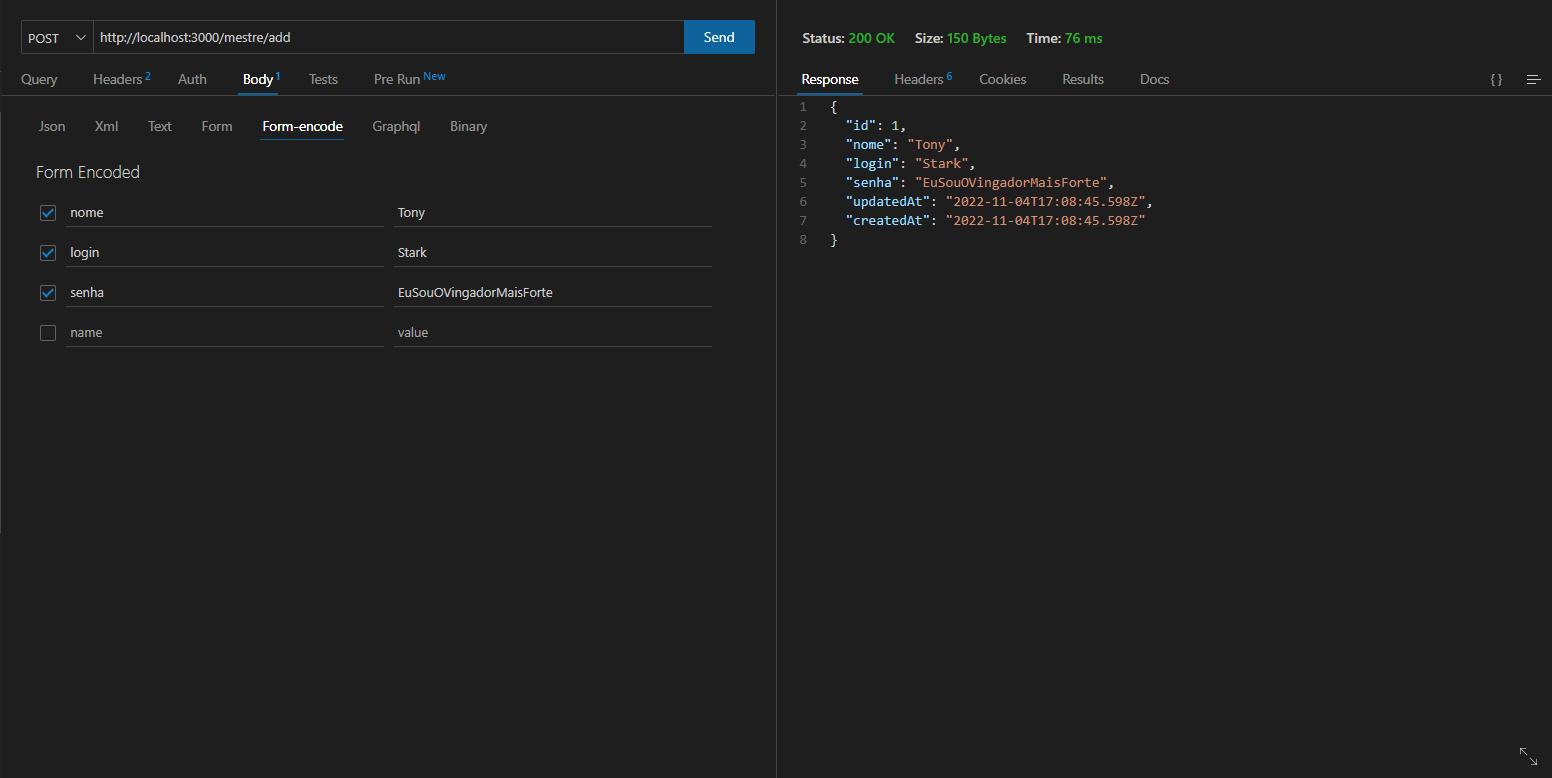 POST http://localhost:3000/mestre/add Send
Query Headers 2 Auth Body 1 Tests Pre Run New
Json Xml Text Form Form-encode Graphql Binary
Form Encoded
nome Tony
login Stark
senha EuSouOVingadorMaisForte
name value
Status: 200 OK Size: 150 Bytes Time: 76 ms
Response Headers 6 Cookies Results Docs {}
1 {
2 "id": 1,
3 "nome": "Tony",
4 "login": "Stark",
5 "senha": "EuSouOVingadorMaisForte",
6 "updatedAt": "2022-11-04T17:08:45.598Z",
7 "createdAt": "2022-11-04T17:08:45.598Z"
8 }